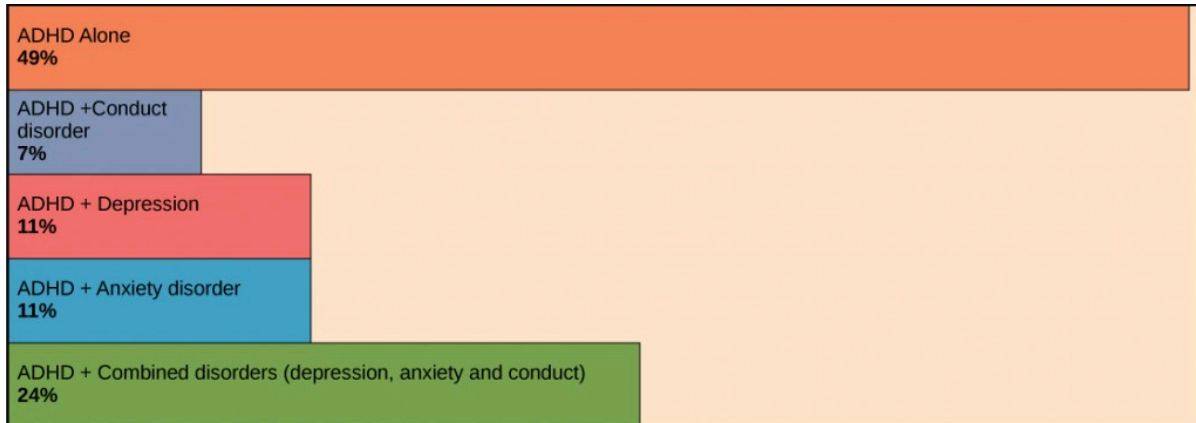 ADHD Alone
49%
ADHD +Conduct
disorder
7%
ADHD + Depression
11%
ADHD + Anxiety disorder
11%
ADHD + Combined disorders (depression, anxiety and conduct)
24%